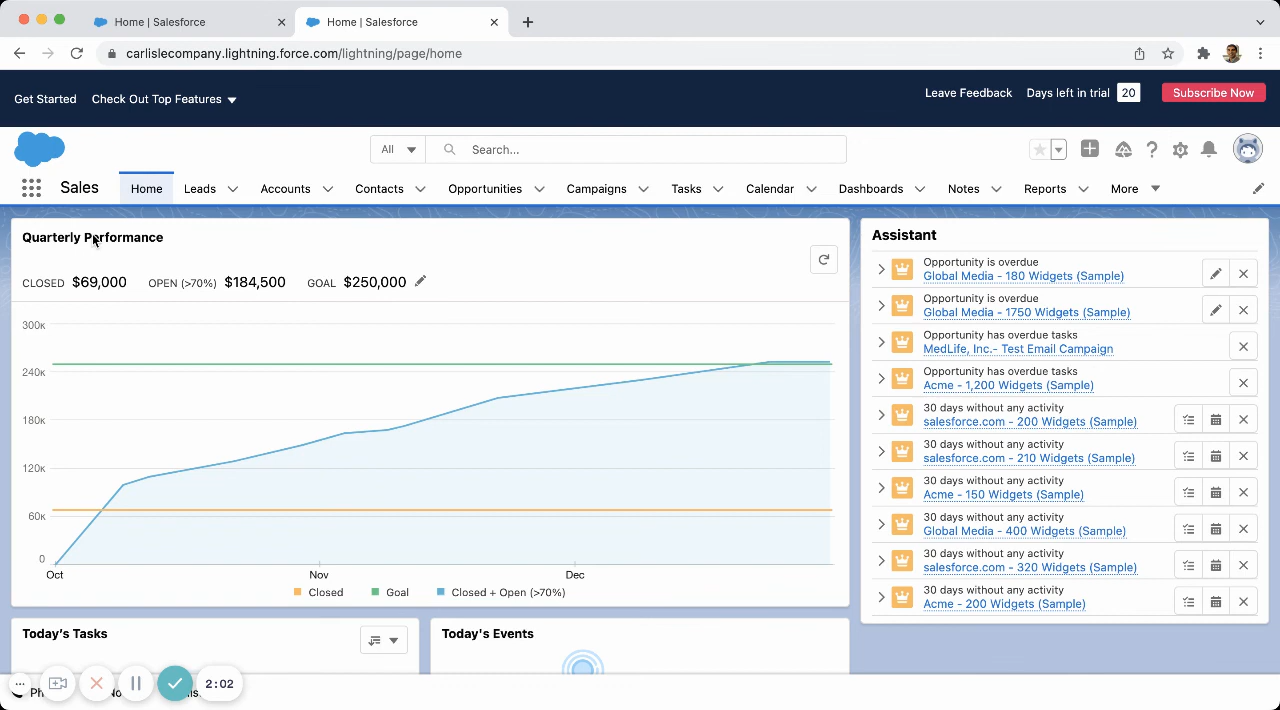 Home | Salesforce
Home | Salesforce
carlislecompany.lightning.force.com/lightning/page/home
Get Started Check Out Top Features
Leave Feedback Days left in trial 20 Subscribe Now
All Search...
Sales Home Leads Accounts Contacts Opportunities Campaigns Tasks Calendar Dashboards Notes Reports More
Quarterly Performance
CLOSED $69,000 OPEN (>70%) $184,500 GOAL $250,000
300K
240K
180K
120K
60K
0
Oct Nov Dec
Closed Goal Closed + Open (>70%)
Assistant
Opportunity is overdue
Global Media - 180 Widgets (Sample)
Opportunity is overdue
Global Media - 1750 Widgets (Sample)
Opportunity has overdue tasks
MedLife, Inc.- Test Email Campaign
Opportunity has overdue tasks
Acme - 1,200 Widgets (Sample)
30 days without any activity
salesforce.com - 200 Widgets (Sample)
30 days without any activity
salesforce.com - 210 Widgets (Sample)
30 days without any activity
Acme - 150 Widgets (Sample)
30 days without any activity
Global Media - 400 Widgets (Sample)
30 days without any activity
salesforce.com - 320 Widgets (Sample)
30 days without any activity
Acme - 200 Widgets (Sample)
Today's Tasks
Today's Events
2:02